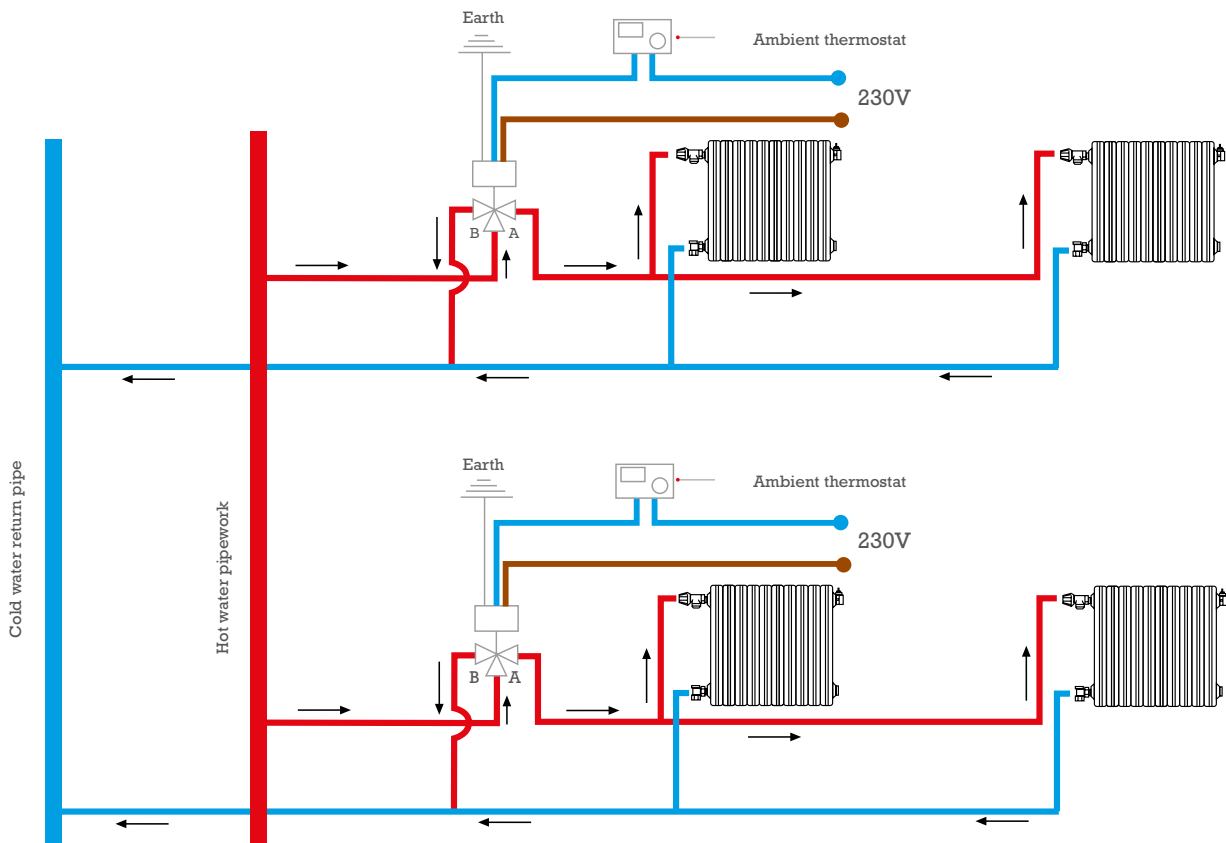 Earth
Ambient thermostat
230V
B
A
Earth
Ambient thermostat
230V
B
A
Cold water return pipe
Hot water pipework